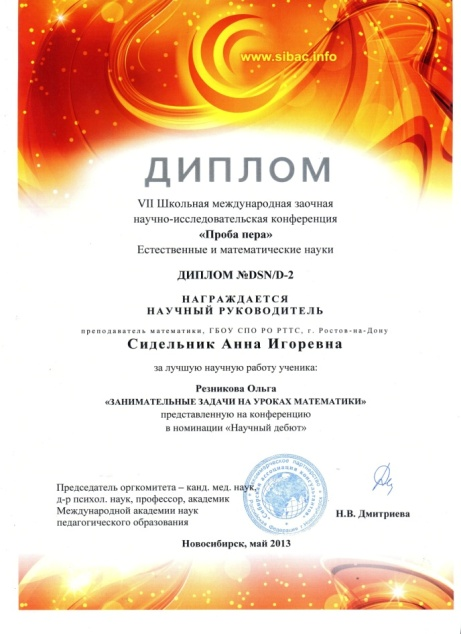 www.sibac.info
ДИПЛОМ
VII Школьная международная заочная
научно-исследовательская конференция
«Проба пера»
Естественные и математические науки
ДИПЛОМ №DSN/D-2
НАГРАЖДАЕТСЯ
НАУЧНЫЙ РУКОВОДИТЕЛЬ
преподаватель математики, ГБОУ СПО РО РТТС, г. Ростов-на-Дону
Сидельник Анна Игоревна
за лучшую научную работу ученика:
Резникова Ольга
«ЗАНИМАТЕЛЬНЫЕ ЗАДАЧИ НА УРОКАХ МАТЕМАТИКИ»
представленную на конференцию
в номинации «Научный дебют»
Председатель оргкомитета – канд. мед. наук,
д-р психол. наук, профессор, академик
Международной академии наук
педагогического образования
Н.В. Дмитриева
«Сибирская ассоциация консультантов»
Новосибирск, май 2013